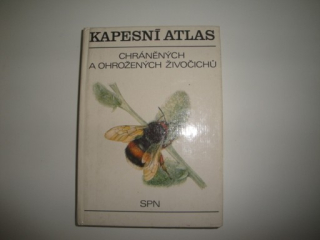 KAPESNÍ ATLAS
CHRÁNĚNÝCH
A OHROŽENÝCH ŽIVOČICHŮ
SPN